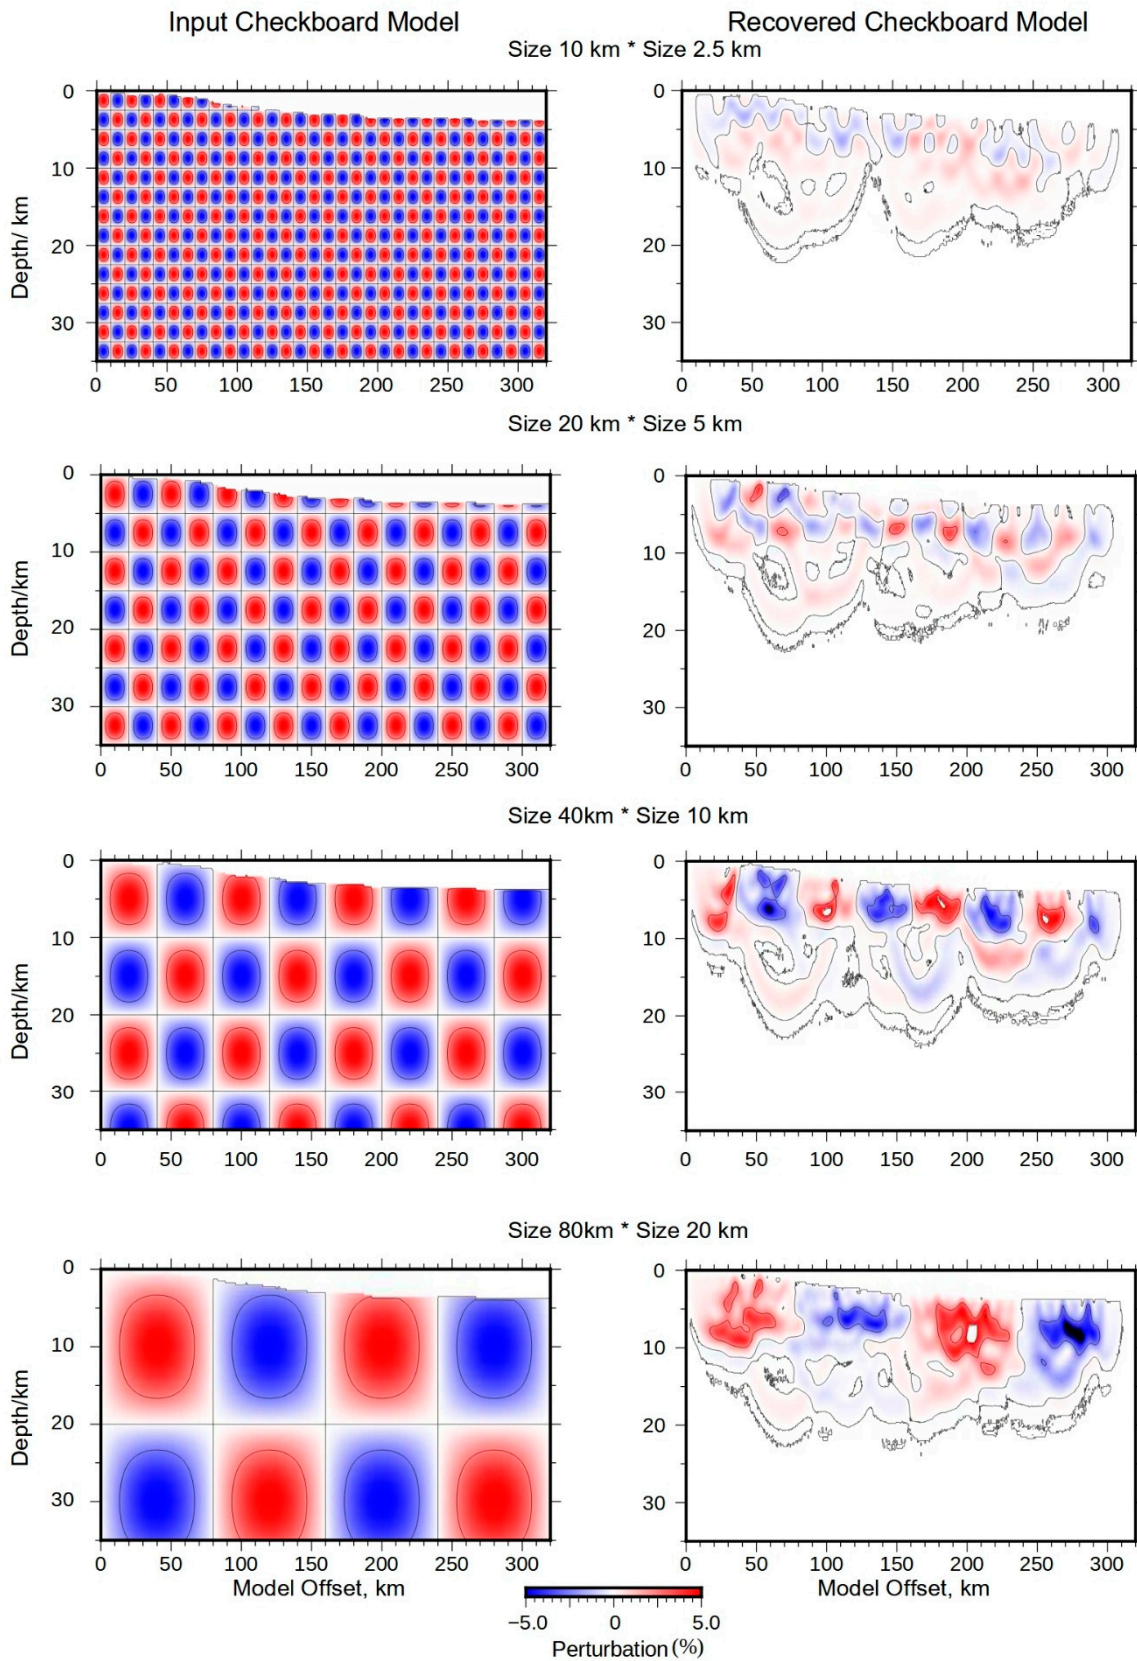 Input Checkboard Model Recovered Checkboard Model
Size 10 km * Size 2.5 km
0 0
10 10
Depth/ km
20 20
30 30
0 50 100 150 200 250 300 0 50 100 150 200 250 300
Size 20 km * Size 5 km
0 0
10 10
Depth/km
20 20
30 30
0 50 100 150 200 250 300 0 50 100 150 200 250 300
Size 40km * Size 10 km
0 0
10 10
Depth/km
20 20
30 30
0 50 100 150 200 250 300 0 50 100 150 200 250 300
Size 80km * Size 20 km
0 0
10 10
Depth/km
20 20
30 30
0 50 100 150 200 250 300 0 50 100 150 200 250 300
Model Offset, km Model Offset, km
−5.0 0 5.0
Perturbation (%)